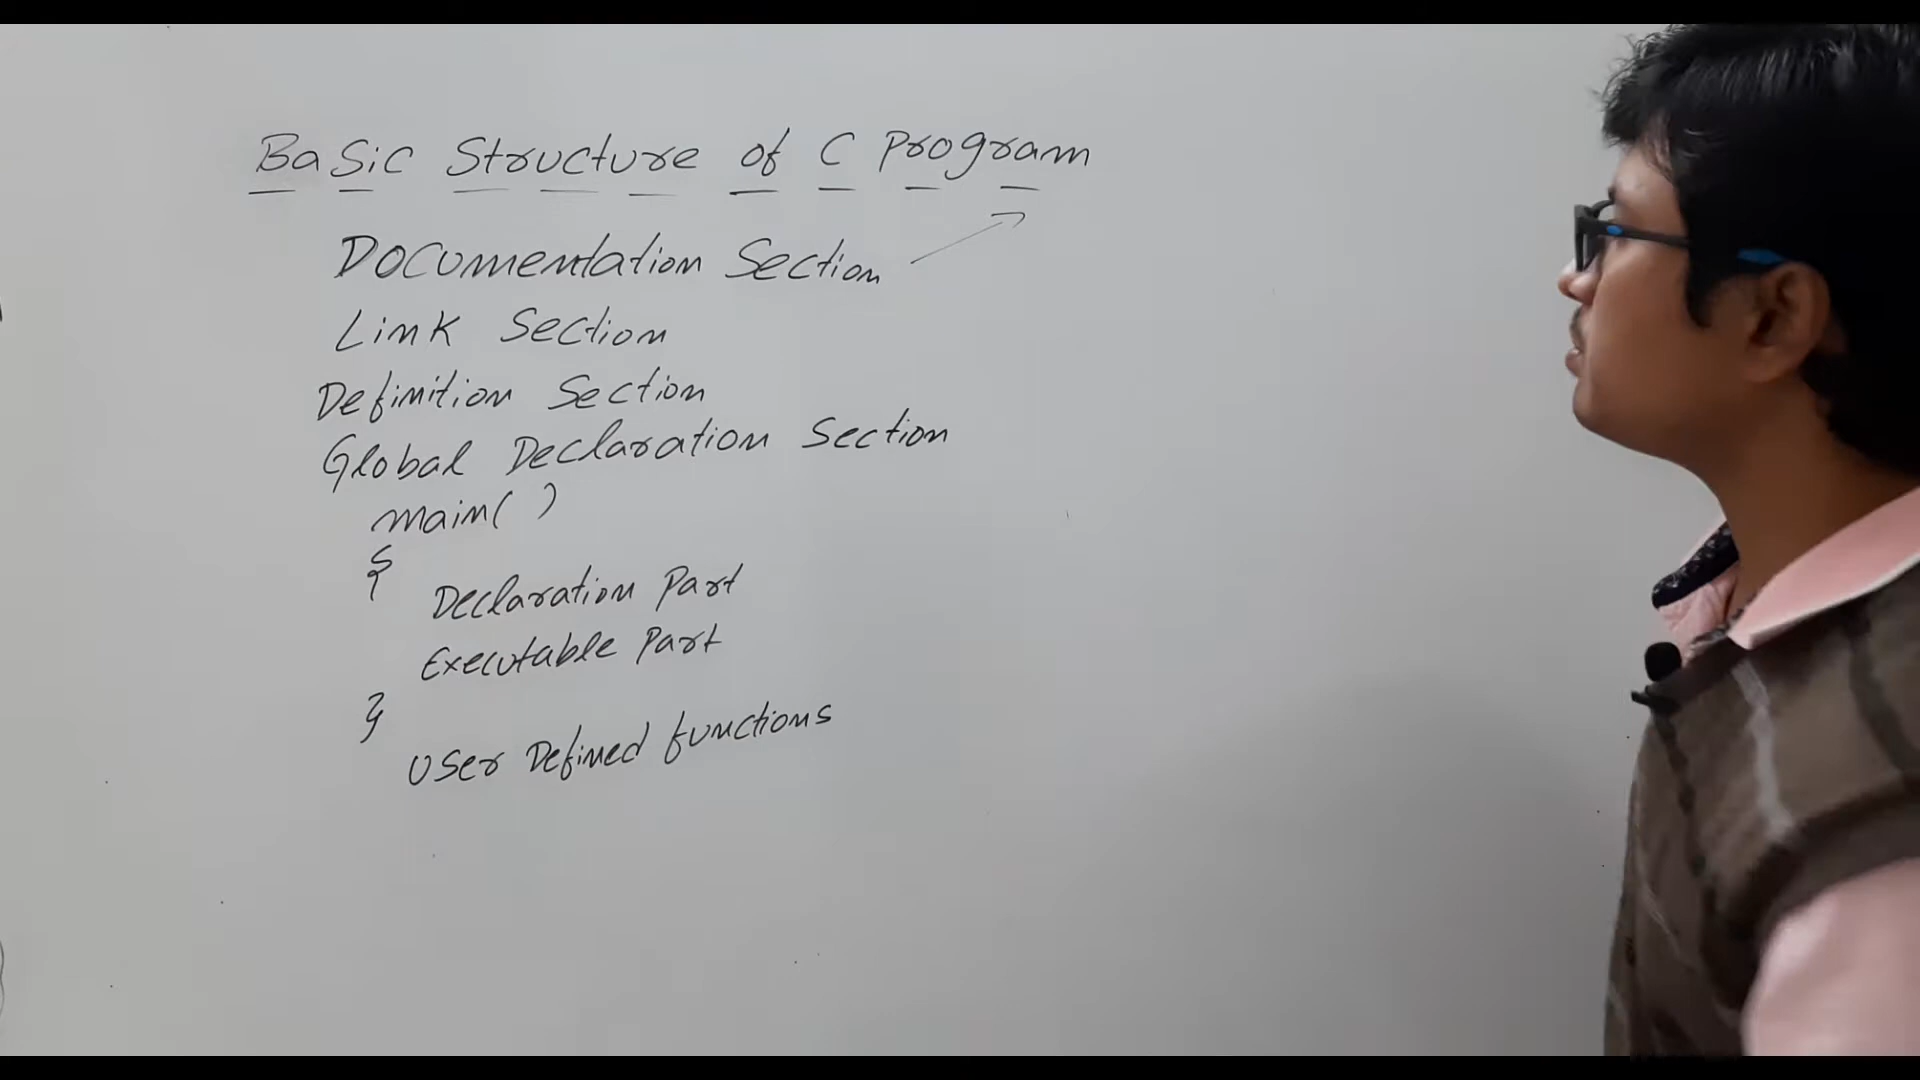 Basic Structure of C Program
Documentation Section
Link Section
Definition Section
Global Declaration Section
main( )
{
Declaration Part
Executable Part
}
User Defined functions